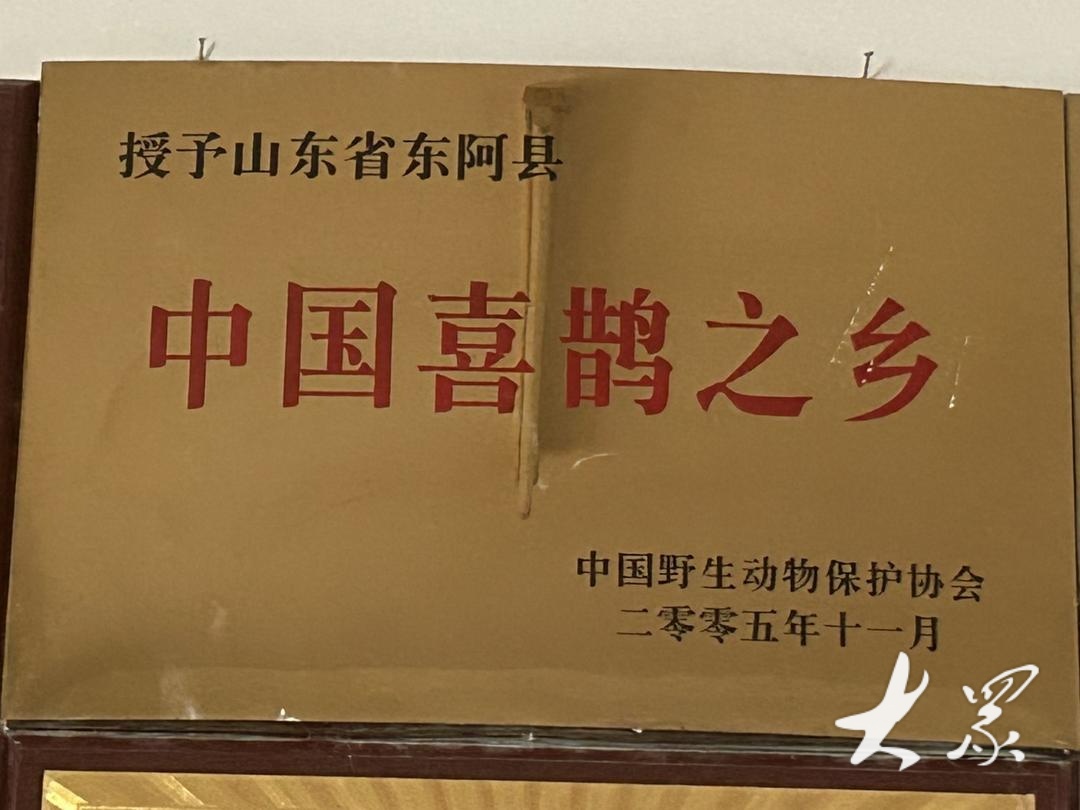 授予山东省东阿县
中国喜鹊之乡
中国野生动物保护协会
二零零五年十一月
大众